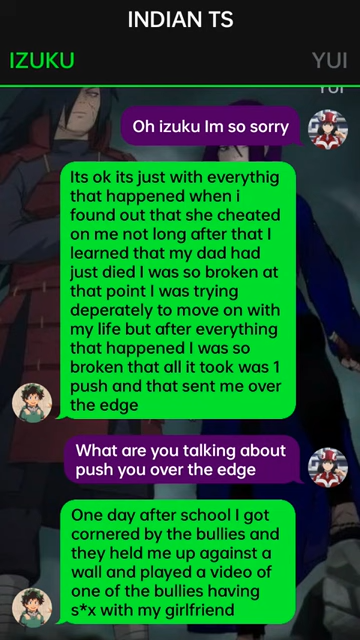 INDIAN TS
IZUKU
YUI
YUI
Oh izuku Im so sorry
Its ok its just with everythig
that happened when i
found out that she cheated
on me not long after that I
learned that my dad had
just died I was so broken at
that point I was trying
deperately to move on with
my life but after everything
that happened I was so
broken that all it took was 1
push and that sent me over
the edge
What are you talking about
push you over the edge
One day after school I got
cornered by the bullies and
they held me up against a
wall and played a video of
one of the bullies having
s*x with my girlfriend